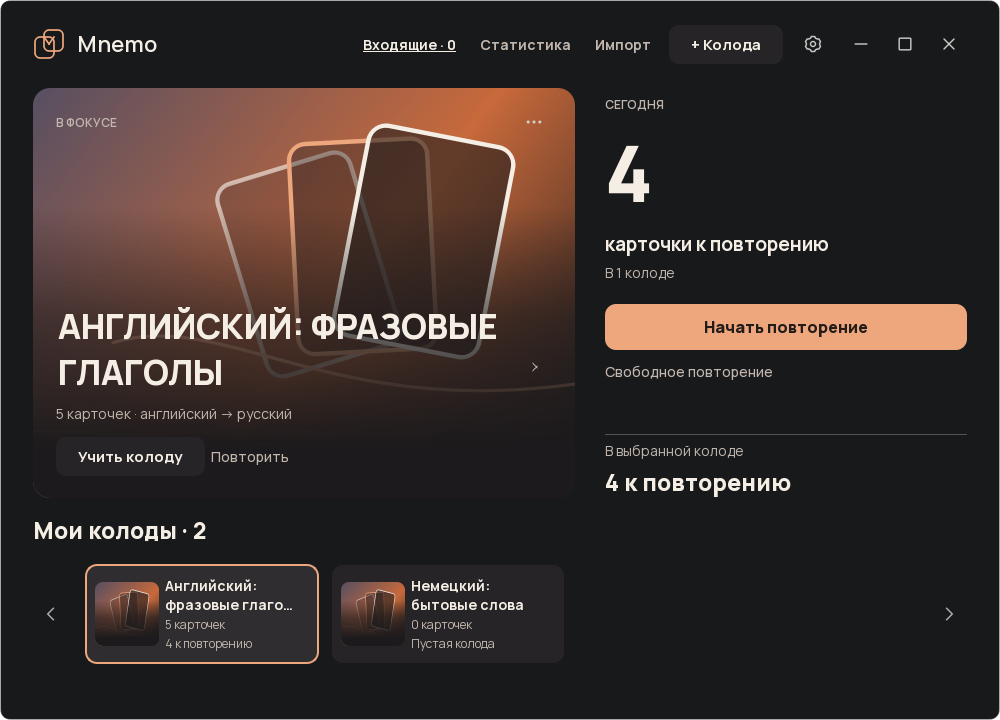 Mnemo
Входящие · 0
Статистика
Импорт
+ Колода
В ФОКУСЕ
АНГЛИЙСКИЙ: ФРАЗОВЫЕ
ГЛАГОЛЫ
5 карточек · английский → русский
Учить колоду
Повторить
СЕГОДНЯ
4
карточки к повторению
В 1 колоде
Начать повторение
Свободное повторение
В выбранной колоде
4 к повторению
Мои колоды · 2
Английский:
фразовые глаго...
5 карточек
4 к повторению
Немецкий:
бытовые слова
0 карточек
Пустая колода